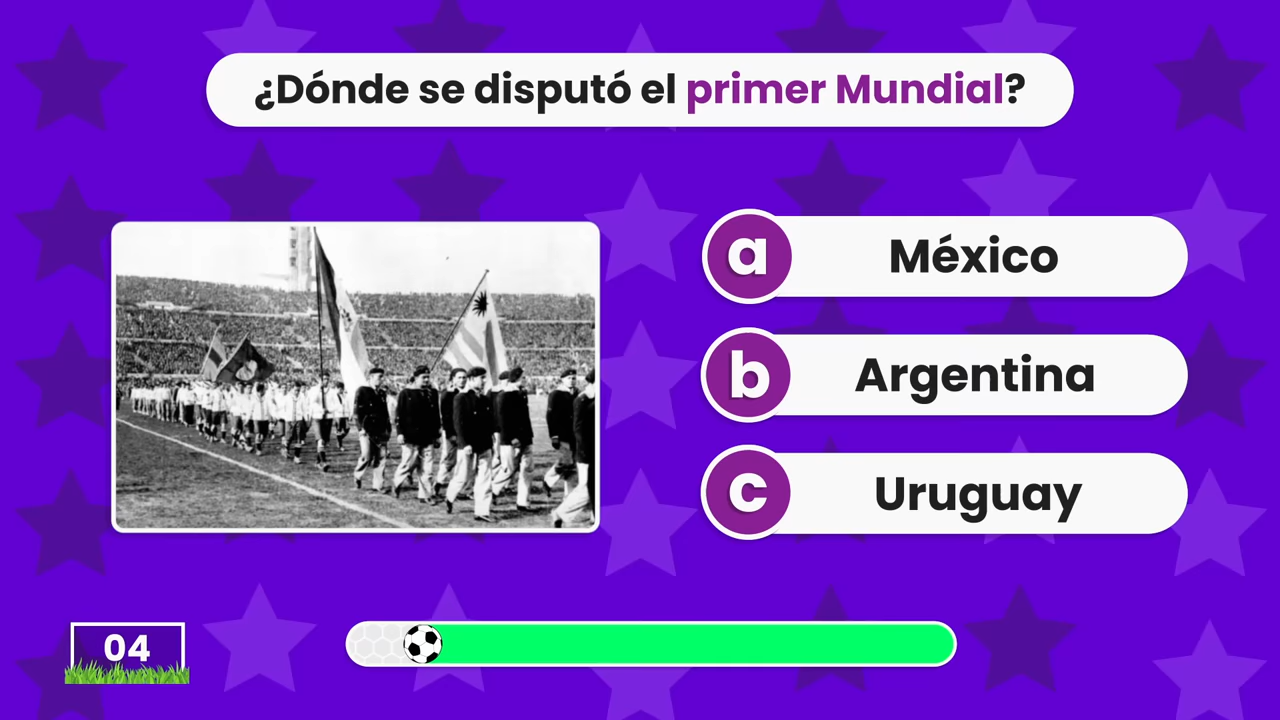 ¿Dónde se disputó el primer Mundial?
a México
b Argentina
c Uruguay
04